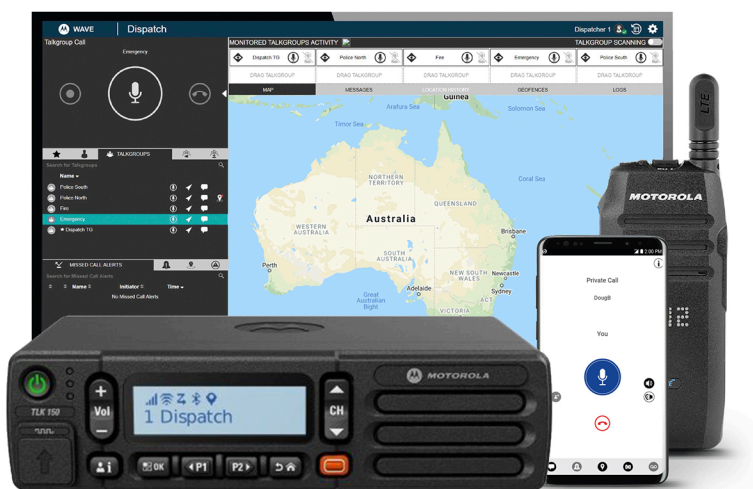 WAVE Dispatch
Dispatcher 1
Talkgroup Call
Emergency
MONITORED TALKGROUPS ACTIVITY
TALKGROUP SCANNING
Dispatch TG
Police North
Fire
Emergency
Police South
DRAG TALKGROUP
DRAG TALKGROUP
DRAG TALKGROUP
DRAG TALKGROUP
DRAG TALKGROUP
MAP
MESSAGES
LOCATION HISTORY
GEOFENCES
LOGS
TALKGROUPS
Search for Talkgroups
Name
Police South
Police North
Fire
Emergency
★ Dispatch TG
MISSED CALL ALERTS
Search for Missed Call Alerts
Name
Initiator
Time
No Missed Call Alerts
Guinea
Arafura Sea
Solomon Sea
Timor Sea
Coral Sea
NORTHERN
TERRITORY
QUEENSLAND
Australia
WESTERN
AUSTRALIA
Brisbane
SOUTH
AUSTRALIA
Perth
NEW SOUTH
WALES
Newcastle
Adelaide
Sydney
Great
Australian
Bight
ACT
VICTORIA
LTE
MOTOROLA
2:00 PM
Private Call
DougB
You
MOTOROLA
TLK 150
+
Vol
−
1 Dispatch
CH
OK
P1
P2